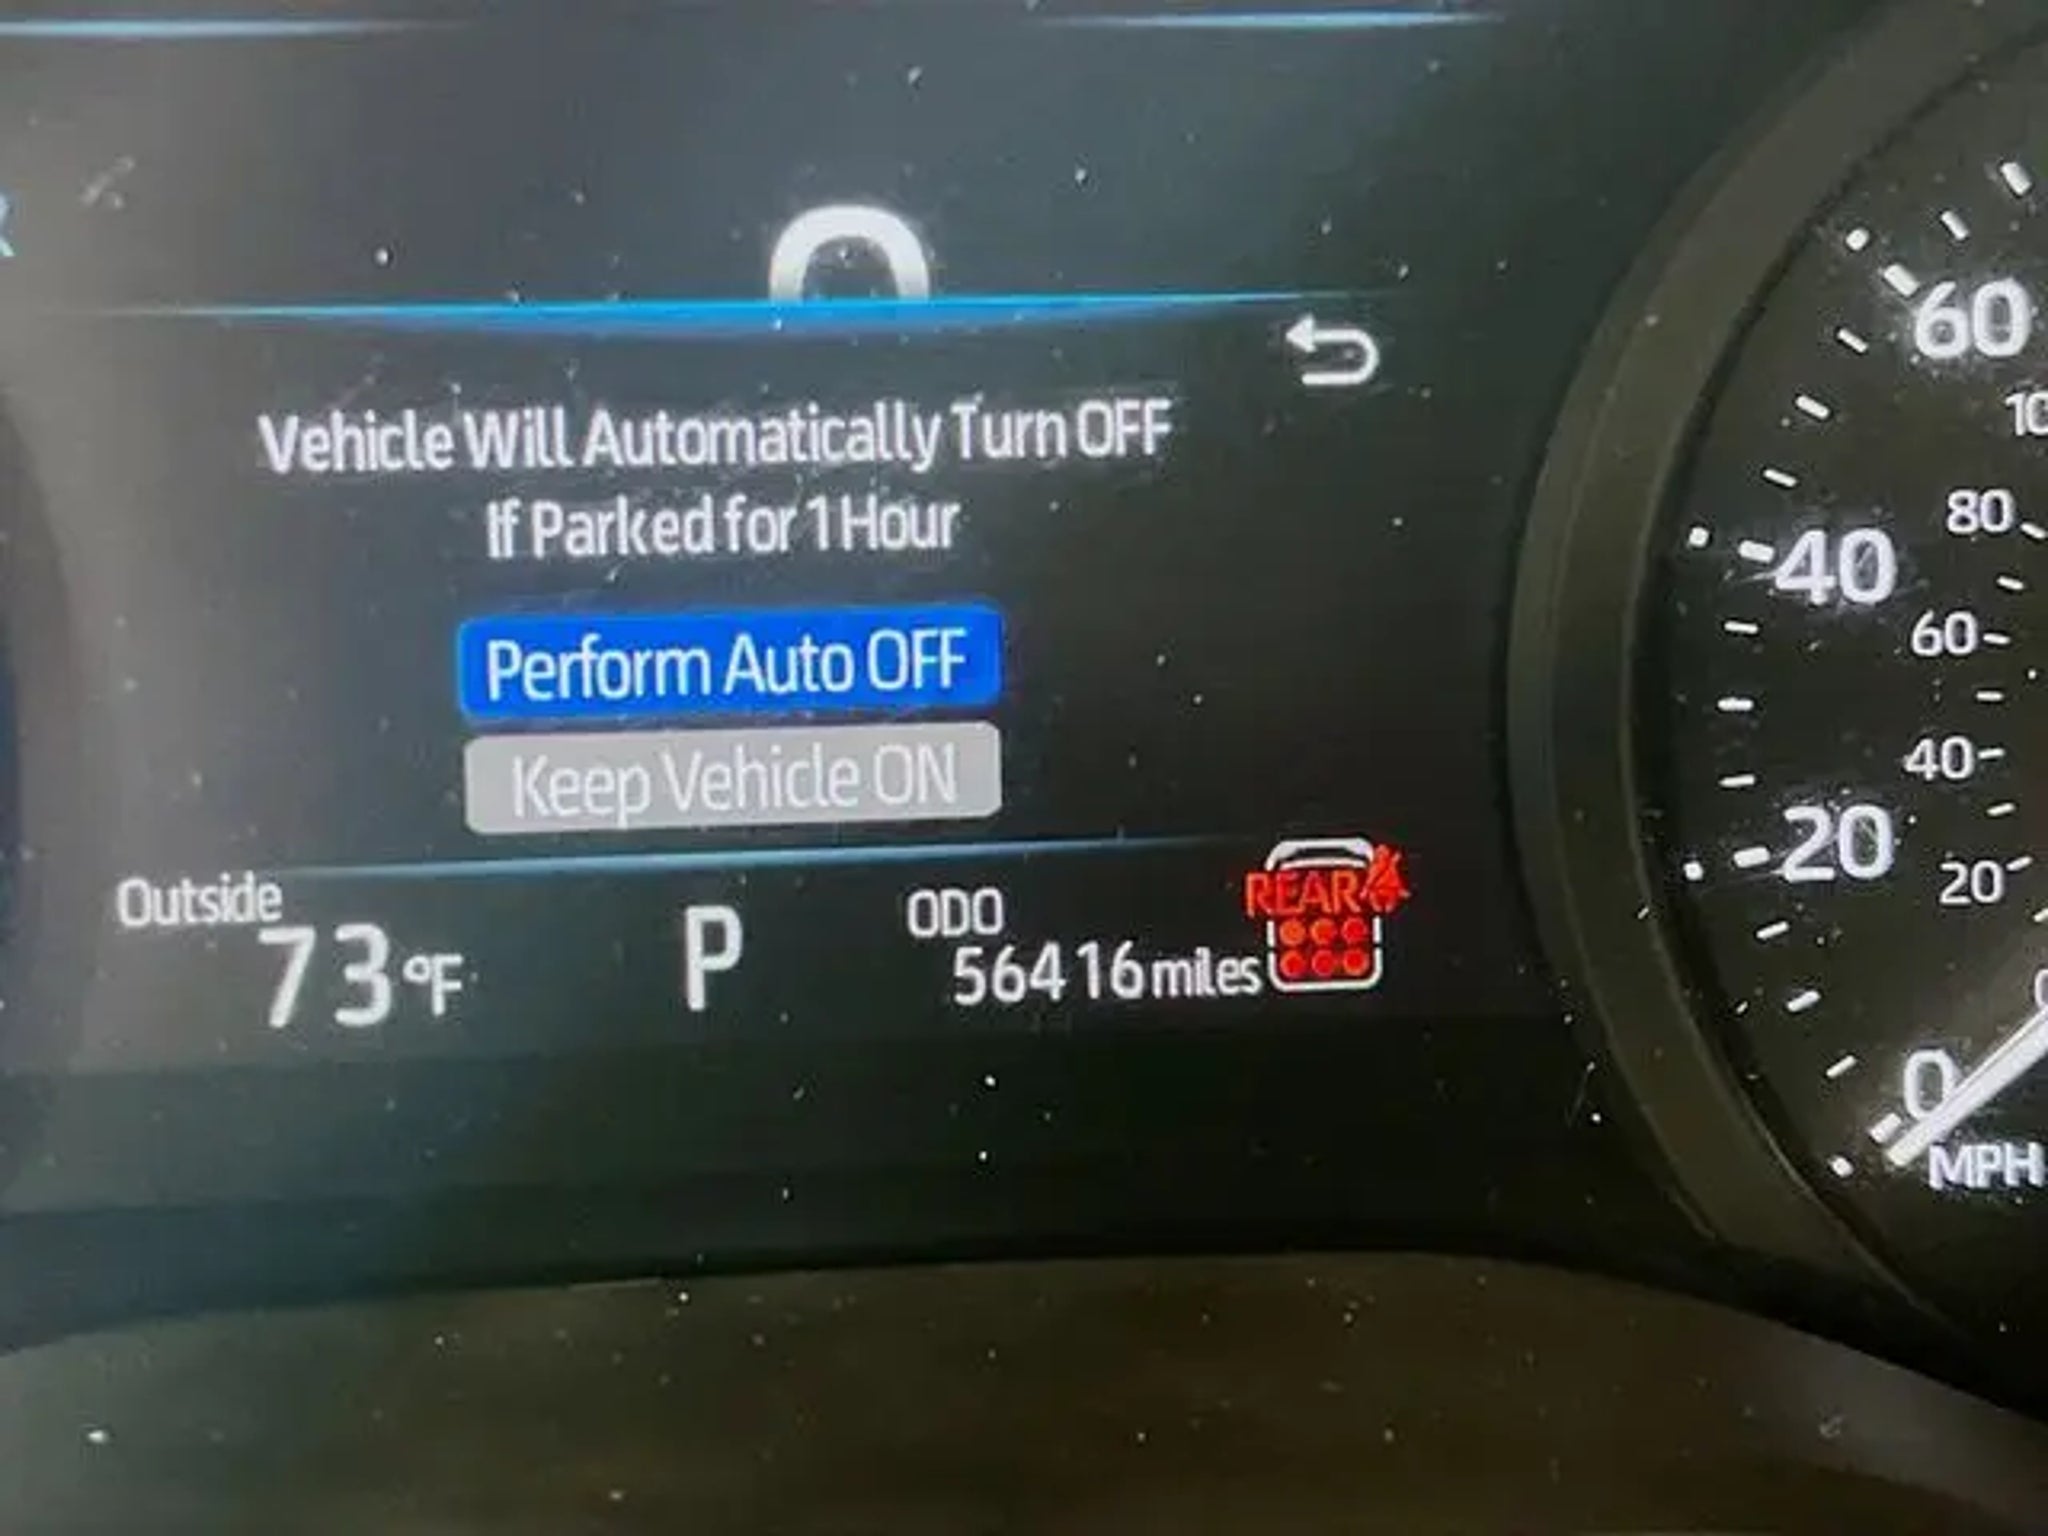 Vehicle Will Automatically Turn OFF
If Parked for 1 Hour
Perform Auto OFF
Keep Vehicle ON
Outside
73°F
P
ODO
56416 miles
REAR
60
80
40
60
40
20
20
0
MPH